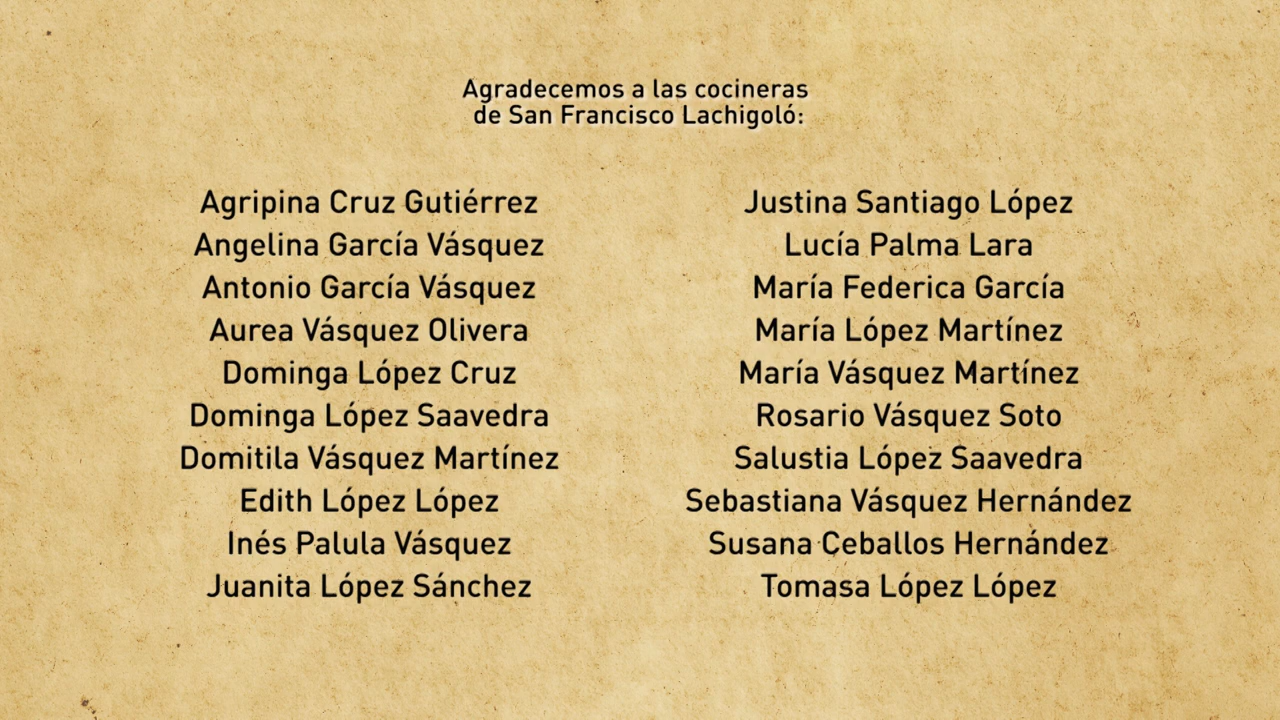 Agradecemos a las cocineras
de San Francisco Lachigoló:
Agripina Cruz Gutiérrez
Angelina García Vásquez
Antonio García Vásquez
Aurea Vásquez Olivera
Dominga López Cruz
Dominga López Saavedra
Domitila Vásquez Martínez
Edith López López
Inés Palula Vásquez
Juanita López Sánchez
Justina Santiago López
Lucía Palma Lara
María Federica García
María López Martínez
María Vásquez Martínez
Rosario Vásquez Soto
Salustia López Saavedra
Sebastiana Vásquez Hernández
Susana Ceballos Hernández
Tomasa López López